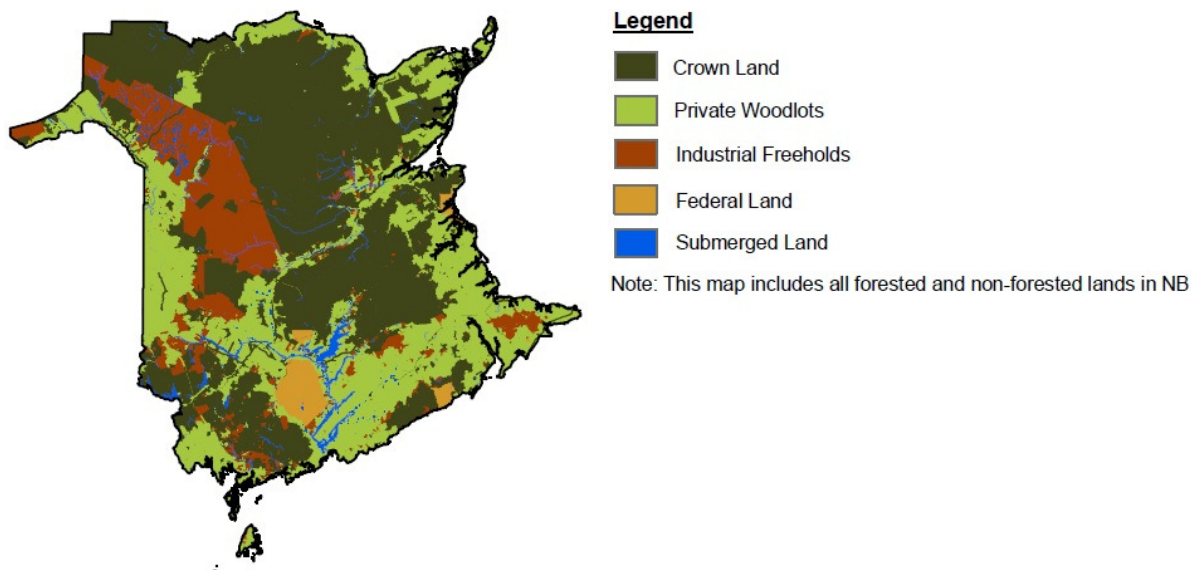 Legend
Crown Land
Private Woodlots
Industrial Freeholds
Federal Land
Submerged Land
Note: This map includes all forested and non-forested lands in NB